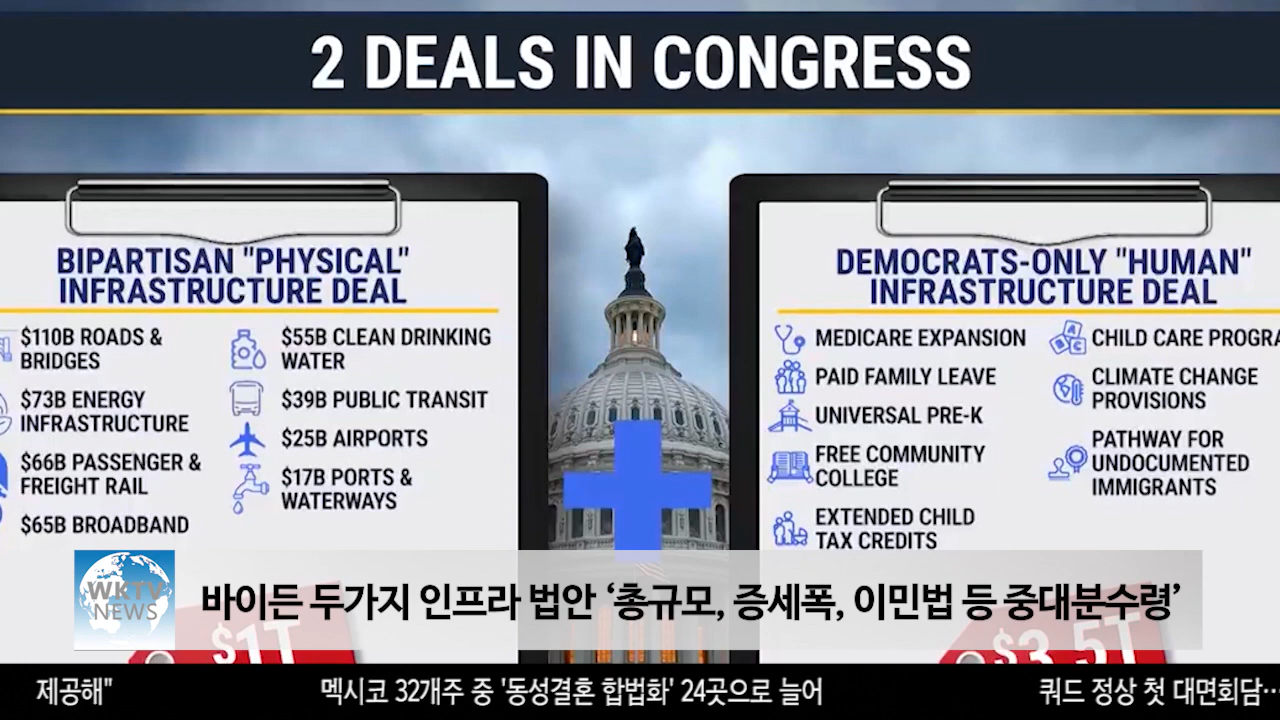 2 DEALS IN CONGRESS
BIPARTISAN "PHYSICAL"
INFRASTRUCTURE DEAL
$110B ROADS &
BRIDGES
$73B ENERGY
INFRASTRUCTURE
$66B PASSENGER &
FREIGHT RAIL
$65B BROADBAND
$55B CLEAN DRINKING
WATER
$39B PUBLIC TRANSIT
$25B AIRPORTS
$17B PORTS &
WATERWAYS
$1T
DEMOCRATS-ONLY "HUMAN"
INFRASTRUCTURE DEAL
MEDICARE EXPANSION
PAID FAMILY LEAVE
UNIVERSAL PRE-K
FREE COMMUNITY
COLLEGE
EXTENDED CHILD
TAX CREDITS
A
B C
CHILD CARE PROGRA
CLIMATE CHANGE
PROVISIONS
PATHWAY FOR
UNDOCUMENTED
IMMIGRANTS
$3.5T
WKTV
NEWS
바이든 두가지 인프라 법안 ‘총규모, 증세폭, 이민법 등 중대분수령’
제공해" 멕시코 32개주 중 '동성결혼 합법화' 24곳으로 늘어 쿼드 정상 첫 대면회담…